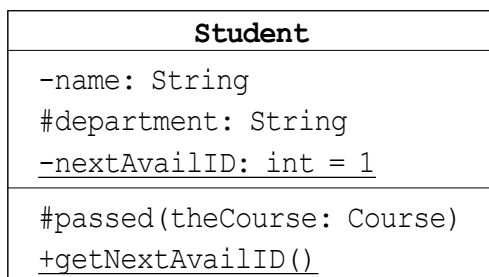 Student
-name: String
#department: String
-nextAvailID: int = 1
#passed(theCourse: Course)
+getNextAvailID()